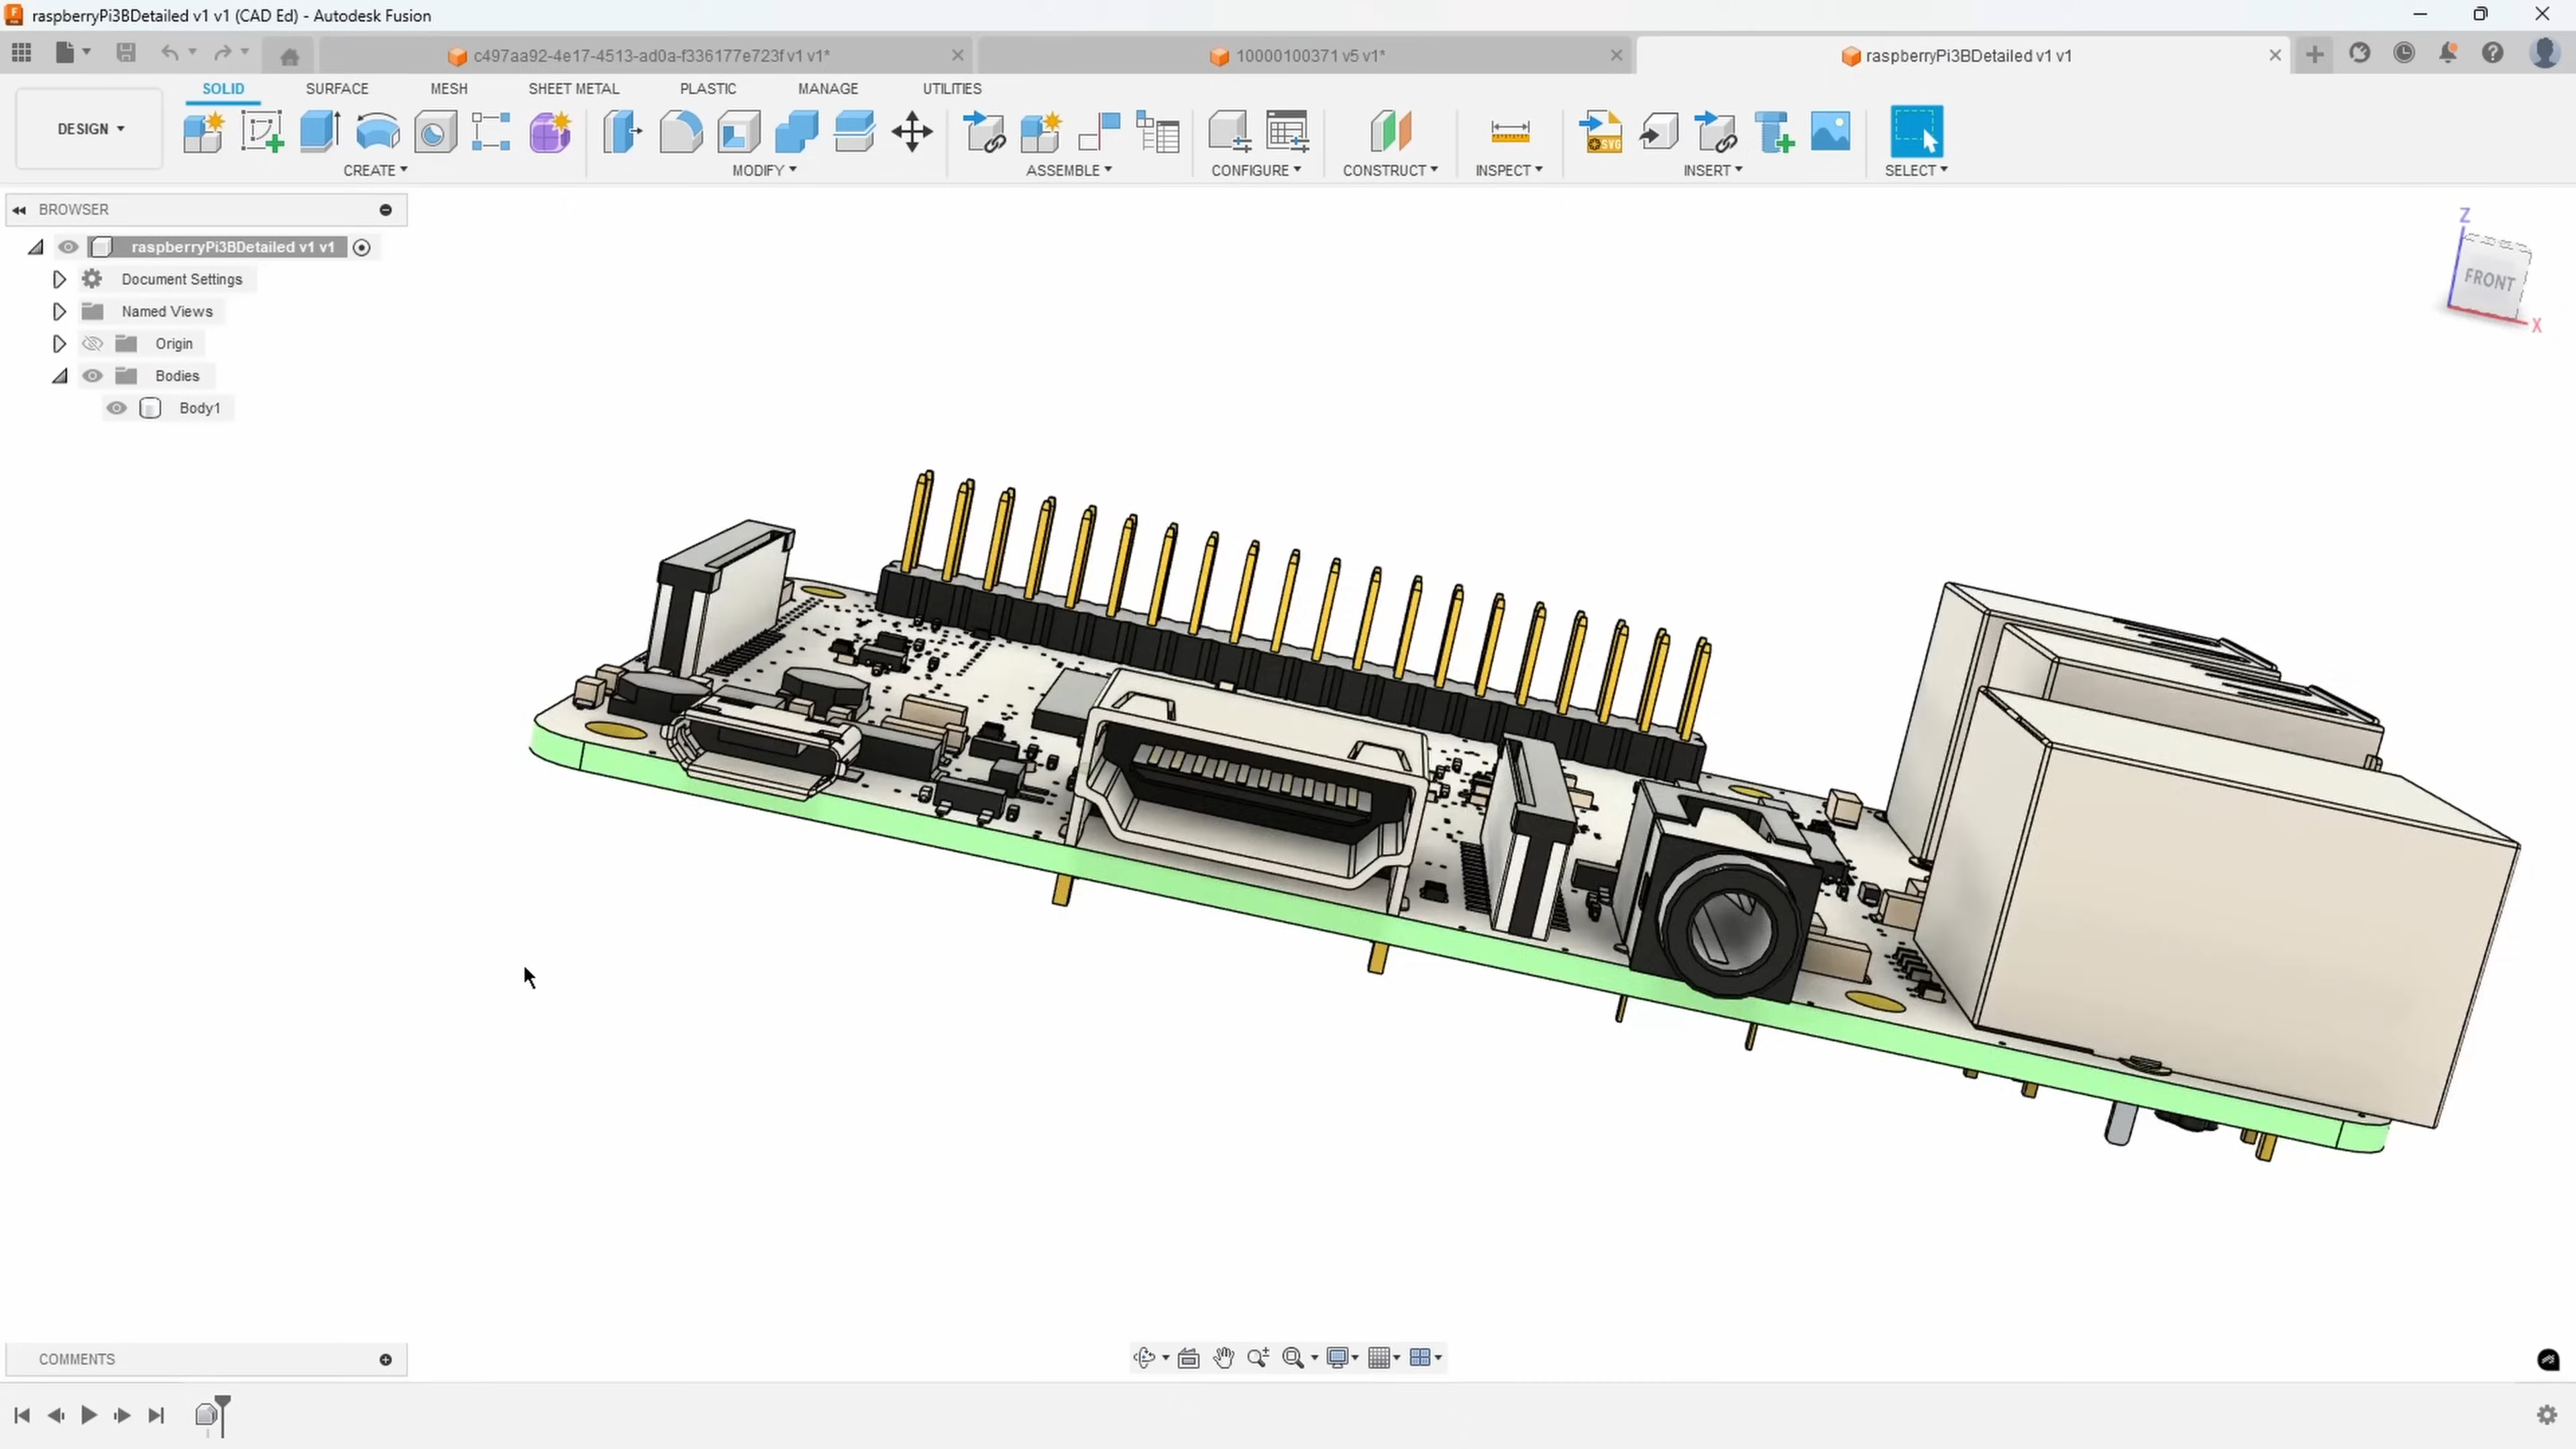 raspberryPi3BDetailed v1 v1 (CAD Ed) - Autodesk Fusion
c497aa92-4e17-4513-ad0a-f336177e723f v1 v1*
10000100371 v5 v1*
raspberryPi3BDetailed v1 v1
SOLID
SURFACE
MESH
SHEET METAL
PLASTIC
MANAGE
UTILITIES
DESIGN
CREATE
MODIFY
ASSEMBLE
CONFIGURE
CONSTRUCT
INSPECT
SVG
INSERT
SELECT
BROWSER
raspberryPi3BDetailed v1 v1
Document Settings
Named Views
Origin
Bodies
Body1
Z
FRONT
X
COMMENTS